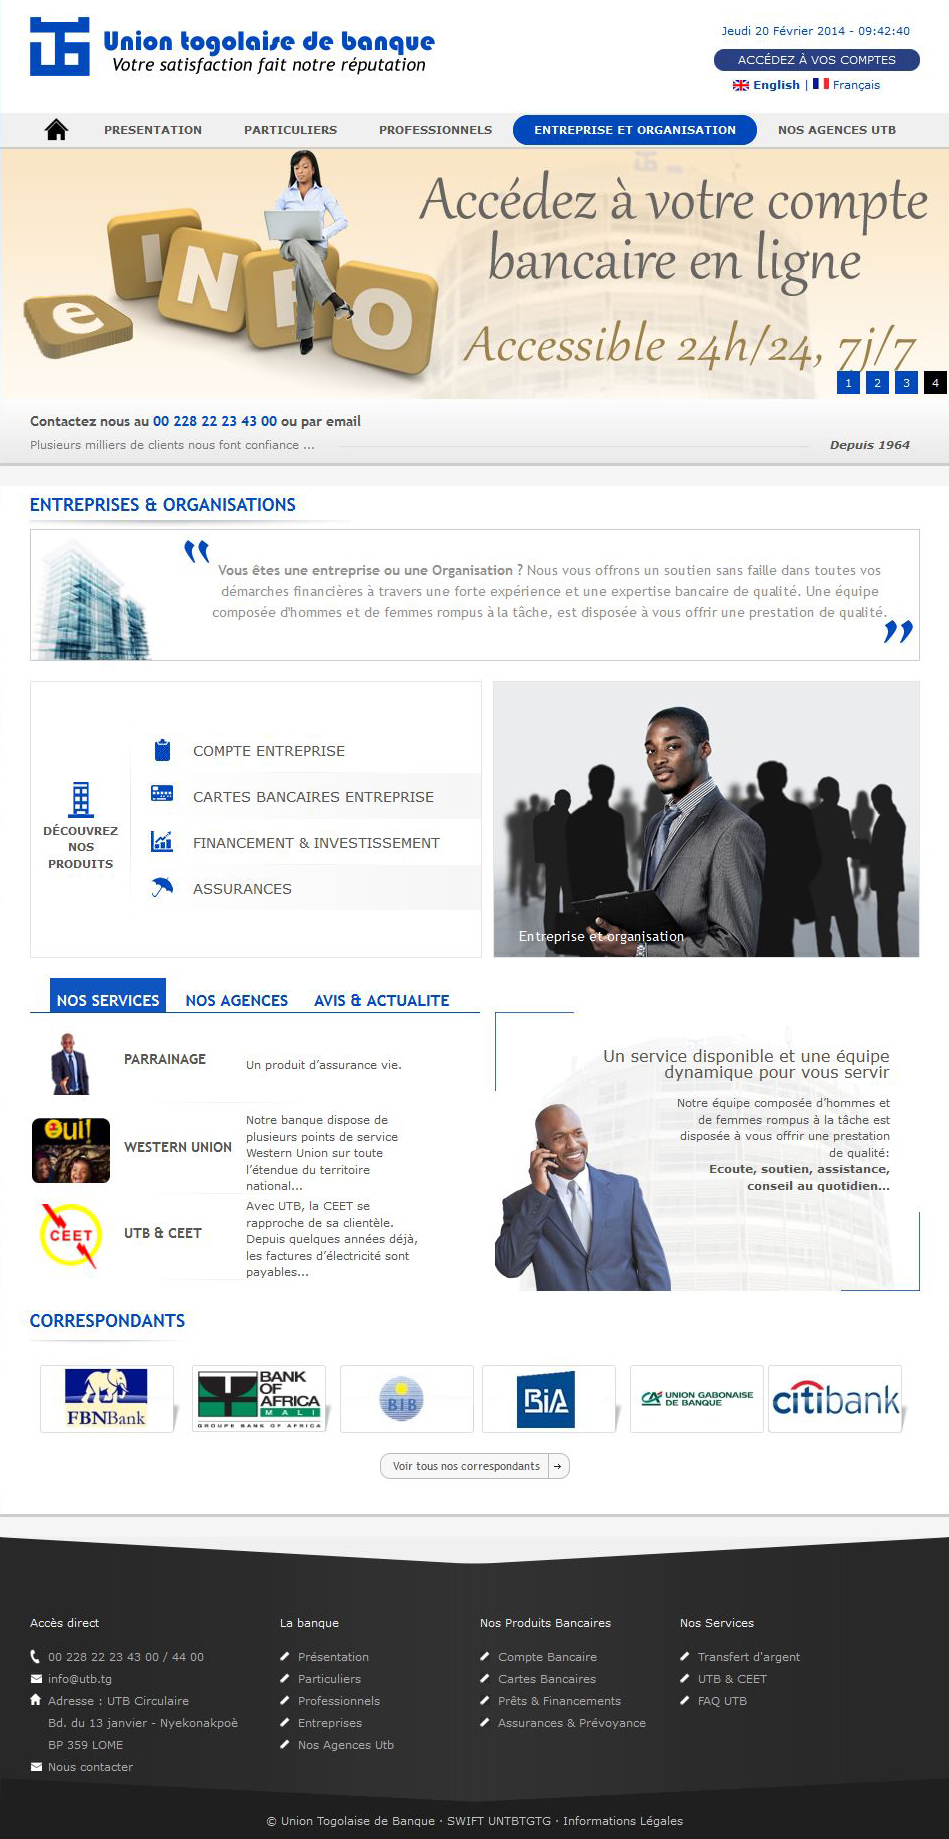 Union togolaise de banque
Votre satisfaction fait notre réputation
Jeudi 20 Février 2014 - 09:42:40
ACCÉDEZ À VOS COMPTES
English | Français
PRESENTATION PARTICULIERS PROFESSIONNELS ENTREPRISE ET ORGANISATION NOS AGENCES UTB
e INFO
Accédez à votre compte
bancaire en ligne
Accessible 24h/24, 7j/7
1 2 3 4
Contactez nous au 00 228 22 23 43 00 ou par email
Plusieurs milliers de clients nous font confiance ...
Depuis 1964
ENTREPRISES & ORGANISATIONS
Vous êtes une entreprise ou une Organisation ? Nous vous offrons un soutien sans faille dans toutes vos
démarches financières à travers une forte expérience et une expertise bancaire de qualité. Une équipe
composée d'hommes et de femmes rompus à la tâche, est disposée à vous offrir une prestation de qualité.
DÉCOUVREZ
NOS
PRODUITS
COMPTE ENTREPRISE
CARTES BANCAIRES ENTREPRISE
FINANCEMENT & INVESTISSEMENT
ASSURANCES
Entreprise et organisation
NOS SERVICES NOS AGENCES AVIS & ACTUALITE
PARRAINAGE
Un produit d’assurance vie.
Oui!
WESTERN UNION
Notre banque dispose de
plusieurs points de service
Western Union sur toute
l’étendue du territoire
national...
CEET
UTB & CEET
Avec UTB, la CEET se
rapproche de sa clientèle.
Depuis quelques années déjà,
les factures d’électricité sont
payables...
Un service disponible et une équipe
dynamique pour vous servir
Notre équipe composée d’hommes et
de femmes rompus à la tâche est
disposée à vous offrir une prestation
de qualité:
Ecoute, soutien, assistance,
conseil au quotidien...
CORRESPONDANTS
FBNBank
BANK
OF
AFRICA
MALI
GROUPE BANK OF AFRICA
BIB
BIA
CA UNION GABONAISE
DE BANQUE
citibank
Voir tous nos correspondants
Accès direct
00 228 22 23 43 00 / 44 00
info@utb.tg
Adresse : UTB Circulaire
Bd. du 13 janvier - Nyekonakpoè
BP 359 LOME
Nous contacter
La banque
Présentation
Particuliers
Professionnels
Entreprises
Nos Agences Utb
Nos Produits Bancaires
Compte Bancaire
Cartes Bancaires
Prêts & Financements
Assurances & Prévoyance
Nos Services
Transfert d'argent
UTB & CEET
FAQ UTB
© Union Togolaise de Banque · SWIFT UNTBTGTG · Informations Légales